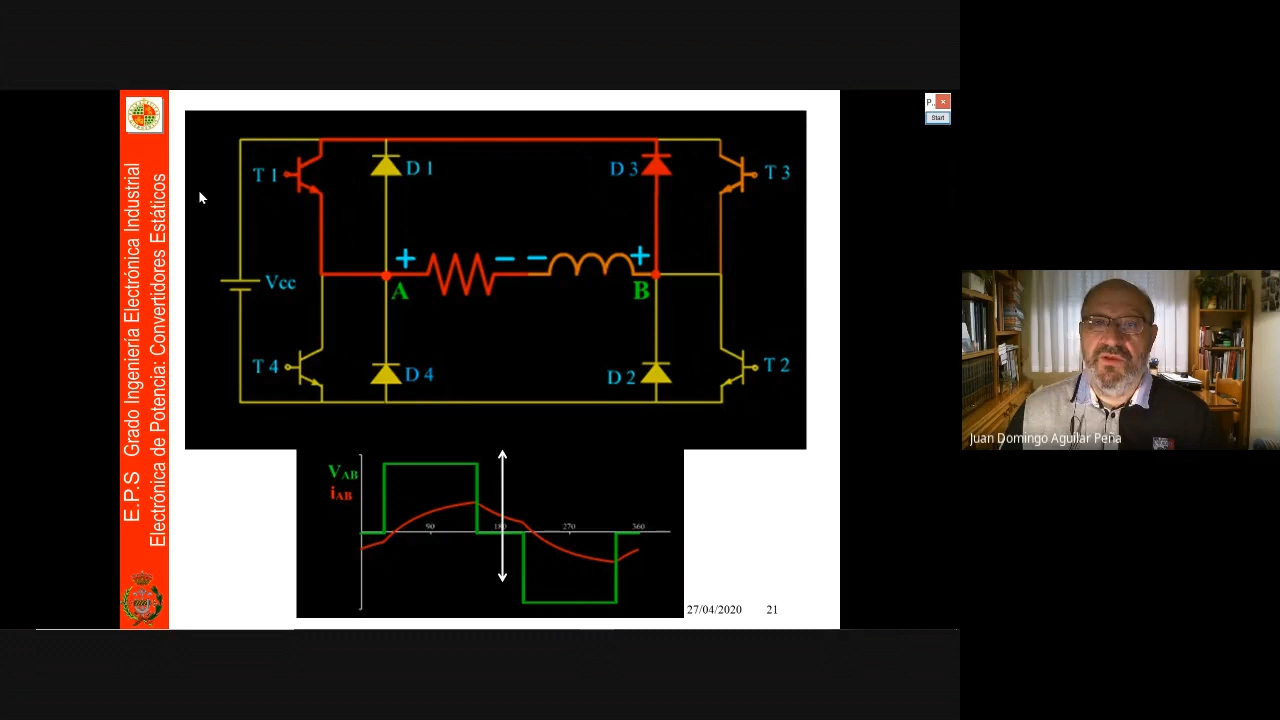 E.P.S Grado Ingeniería Electrónica Industrial
Electrónica de Potencia: Convertidores Estáticos
T 1
D 1
D 3
T 3
+
− −
+
A
B
Vcc
T 4
D 4
D 2
T 2
VAB
iAB
90
180
270
360
27/04/2020 21
P..
Start
Juan Domingo Aguilar Peña